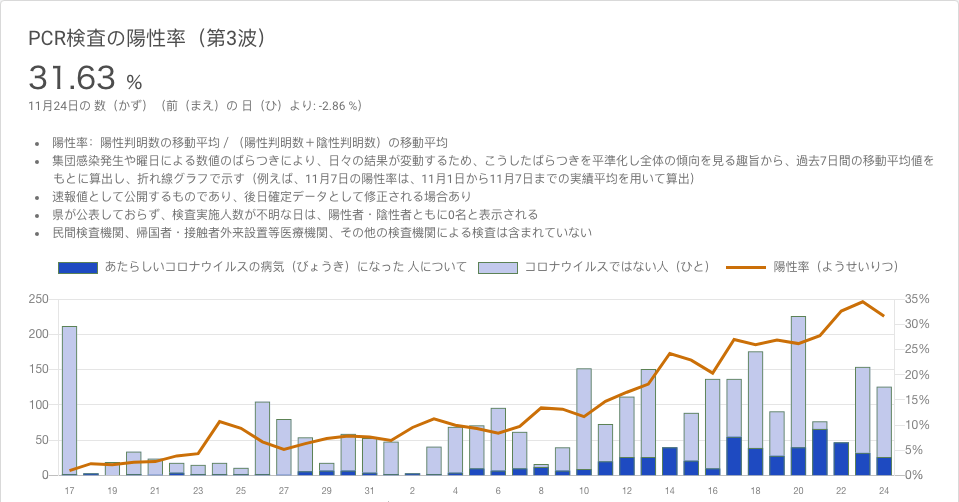 PCR検査の陽性率（第3波）
31.63 %
11月24日の 数（かず）（前（まえ）の 日（ひ）より: -2.86 %）
• 陽性率：陽性判明数の移動平均 / （陽性判明数＋陰性判明数）の移動平均
• 集団感染発生や曜日による数値のばらつきにより、日々の結果が変動するため、こうしたばらつきを平準化し全体の傾向を見る趣旨から、過去7日間の移動平均値を
もとに算出し、折れ線グラフで示す（例えば、11月7日の陽性率は、11月1日から11月7日までの実績平均を用いて算出）
• 速報値として公開するものであり、後日確定データとして修正される場合あり
• 県が公表しておらず、検査実施人数が不明な日は、陽性者・陰性者ともに0名と表示される
• 民間検査機関、帰国者・接触者外来設置等医療機関、その他の検査機関による検査は含まれていない
あたらしいコロナウイルスの病気（びょうき）になった 人について コロナウイルスではない人（ひと） 陽性率（ようせいりつ）
250 35%
30%
200
25%
150 20%
15%
100
10%
50
5%
0 0%
17 19 21 23 25 27 29 31 2 4 6 8 10 12 14 16 18 20 22 24